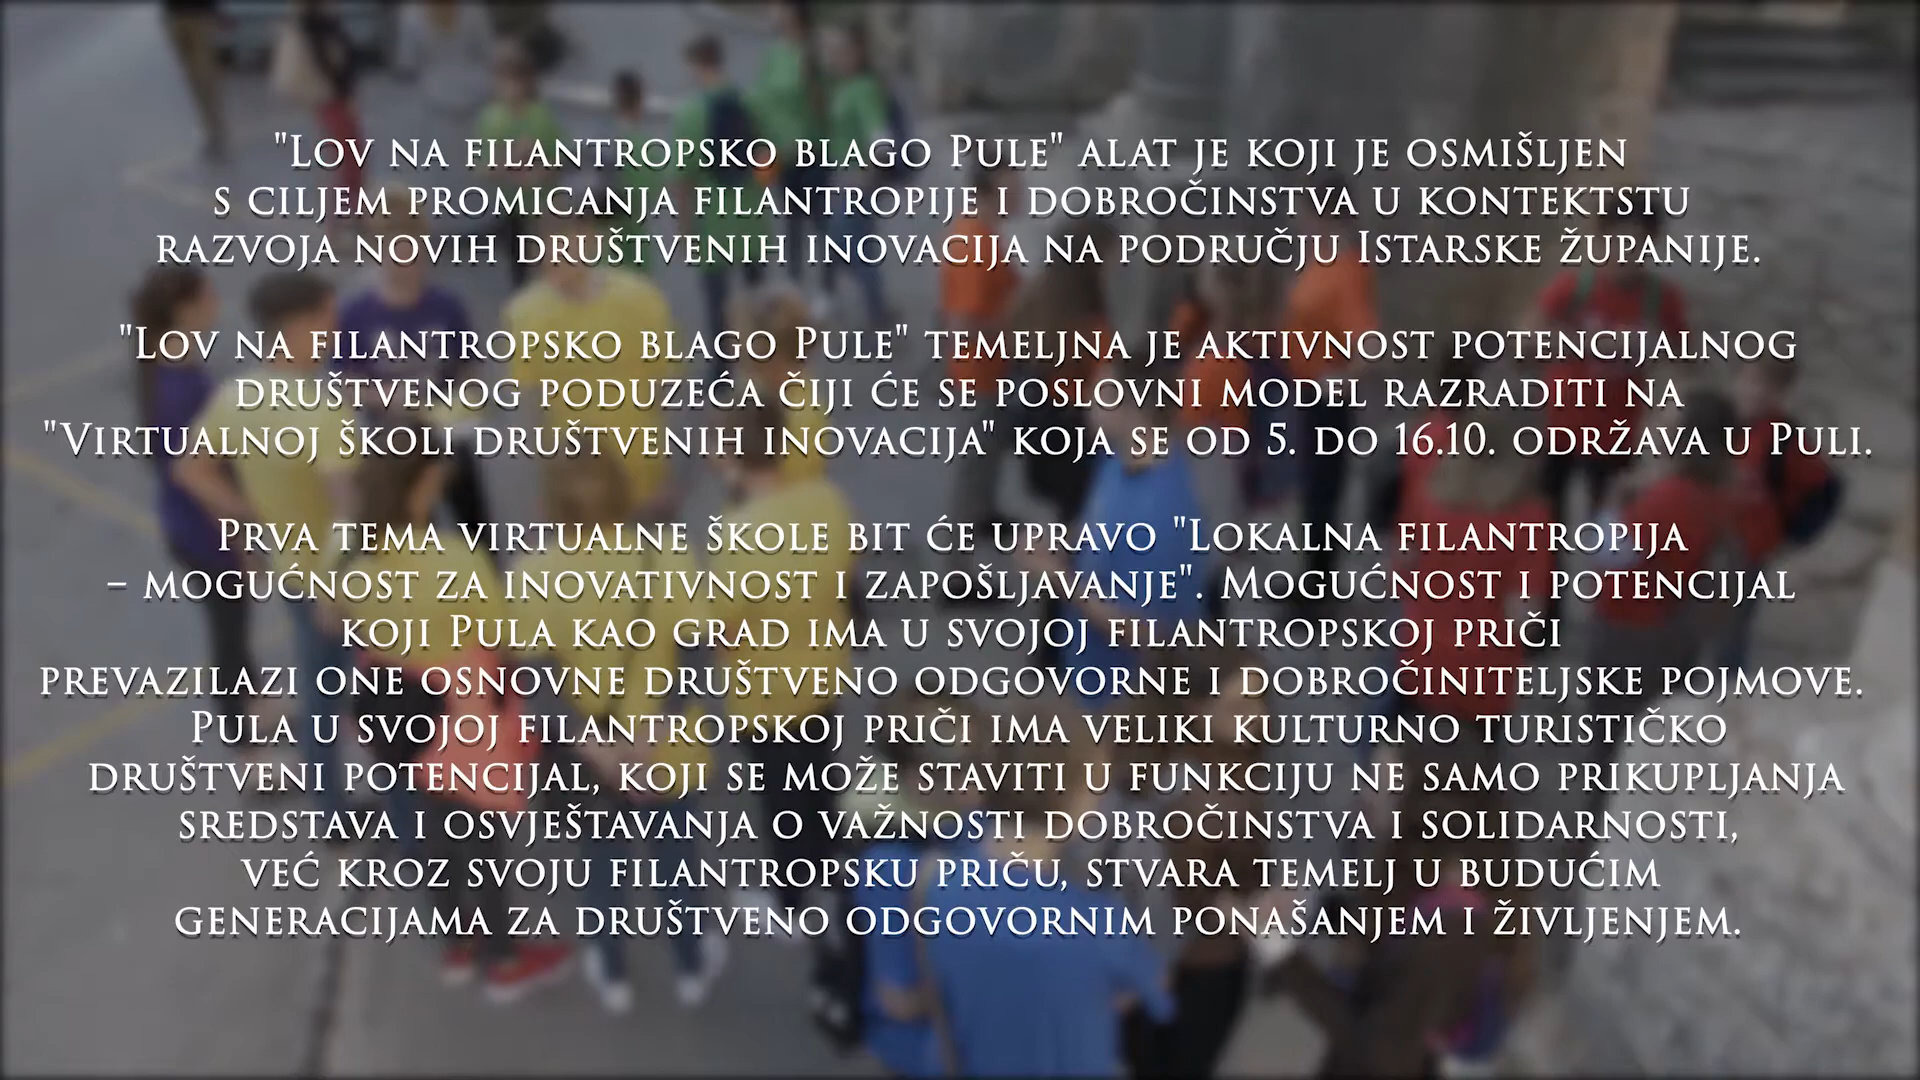 "Lov na filantropsko blago Pule" alat je koji je osmišljen
s ciljem promicanja filantropije i dobročinstva u kontektstu
razvoja novih društvenih inovacija na području Istarske županije.
"Lov na filantropsko blago Pule" temeljna je aktivnost potencijalnog
društvenog poduzeća čiji će se poslovni model razraditi na
"Virtualnoj školi društvenih inovacija" koja se od 5. do 16.10. održava u Puli.
Prva tema virtualne škole bit će upravo "Lokalna filantropija
– mogućnost za inovativnost i zapošljavanje". Mogućnost i potencijal
koji Pula kao grad ima u svojoj filantropskoj priči
prevazilazi one osnovne društveno odgovorne i dobročiniteljske pojmove.
Pula u svojoj filantropskoj priči ima veliki kulturno turističko
društveni potencijal, koji se može staviti u funkciju ne samo prikupljanja
sredstava i osvještavanja o važnosti dobročinstva i solidarnosti,
već kroz svoju filantropsku priču, stvara temelj u budućim
generacijama za društveno odgovornim ponašanjem i življenjem.